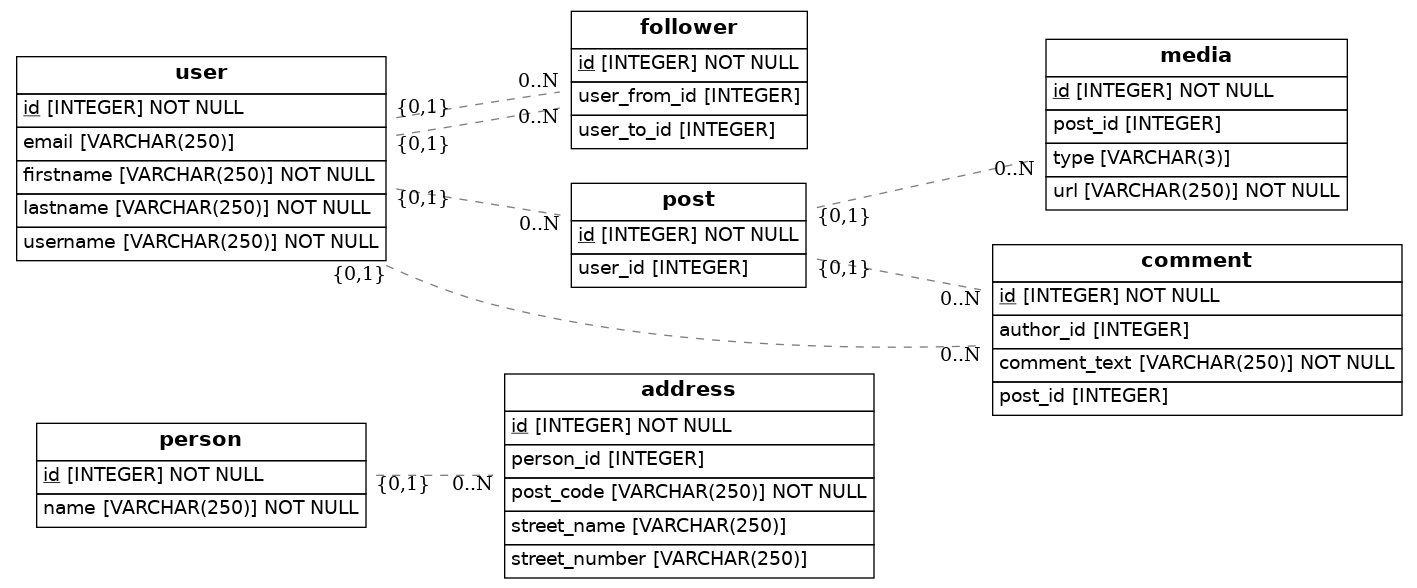 user
id [INTEGER] NOT NULL
email [VARCHAR(250)]
firstname [VARCHAR(250)] NOT NULL
lastname [VARCHAR(250)] NOT NULL
username [VARCHAR(250)] NOT NULL
{0,1}
0..N
{0,1}
0..N
{0,1}
0..N
{0,1}
0..N
follower
id [INTEGER] NOT NULL
user_from_id [INTEGER]
user_to_id [INTEGER]
post
id [INTEGER] NOT NULL
user_id [INTEGER]
{0,1}
0..N
{0,1}
0..N
media
id [INTEGER] NOT NULL
post_id [INTEGER]
type [VARCHAR(3)]
url [VARCHAR(250)] NOT NULL
comment
id [INTEGER] NOT NULL
author_id [INTEGER]
comment_text [VARCHAR(250)] NOT NULL
post_id [INTEGER]
person
id [INTEGER] NOT NULL
name [VARCHAR(250)] NOT NULL
{0,1}
0..N
address
id [INTEGER] NOT NULL
person_id [INTEGER]
post_code [VARCHAR(250)] NOT NULL
street_name [VARCHAR(250)]
street_number [VARCHAR(250)]